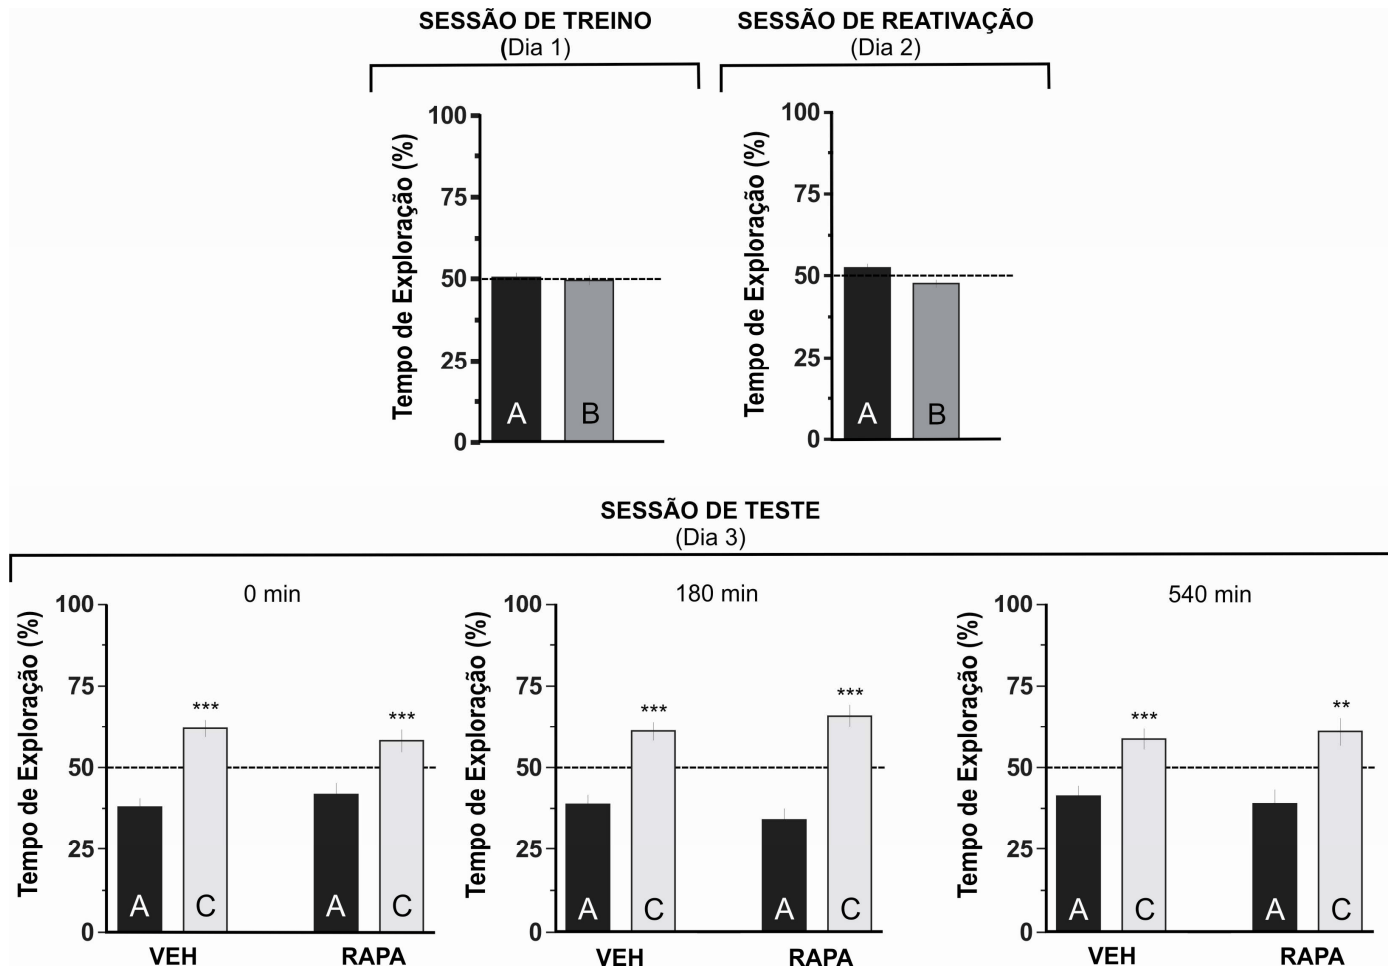 SESSÃO DE TREINO
(Dia 1)
SESSÃO DE REATIVAÇÃO
(Dia 2)
Tempo de Exploração (%)
100
75
50
25
0
A
B
Tempo de Exploração (%)
100
75
50
25
0
A
B
SESSÃO DE TESTE
(Dia 3)
0 min
Tempo de Exploração (%)
100
75
50
25
0
***
***
A
C
A
C
VEH
RAPA
180 min
Tempo de Exploração (%)
100
75
50
25
0
***
***
A
C
A
C
VEH
RAPA
540 min
Tempo de Exploração (%)
100
75
50
25
0
***
**
A
C
A
C
VEH
RAPA